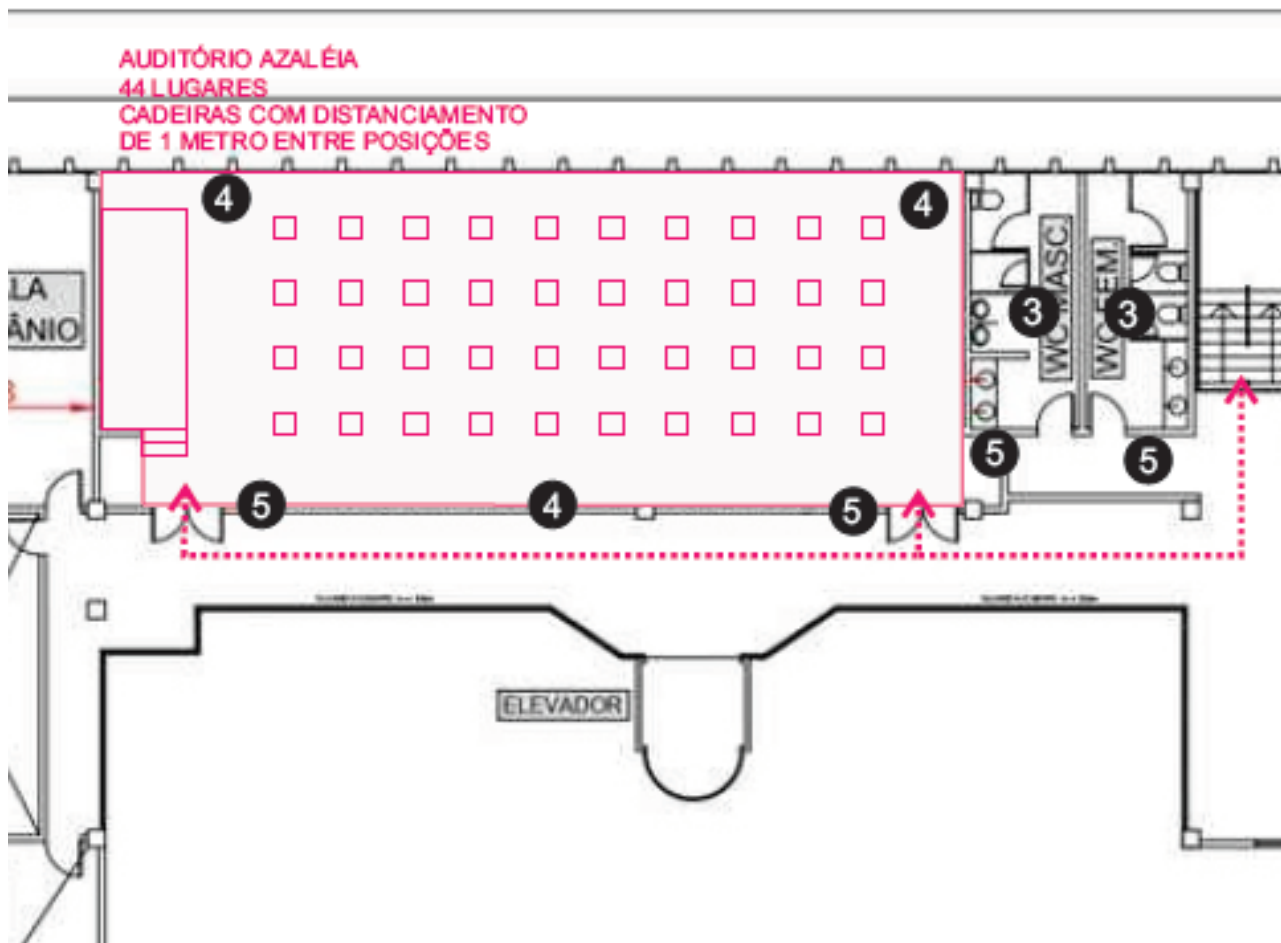 AUDITÓRIO AZALÉIA
44 LUGARES
CADEIRAS COM DISTANCIAMENTO
DE 1 METRO ENTRE POSIÇÕES
4
4
LA
ÂNIO
WC MASC.
WC FEM.
3
3
5
5
5
4
5
ELEVADOR